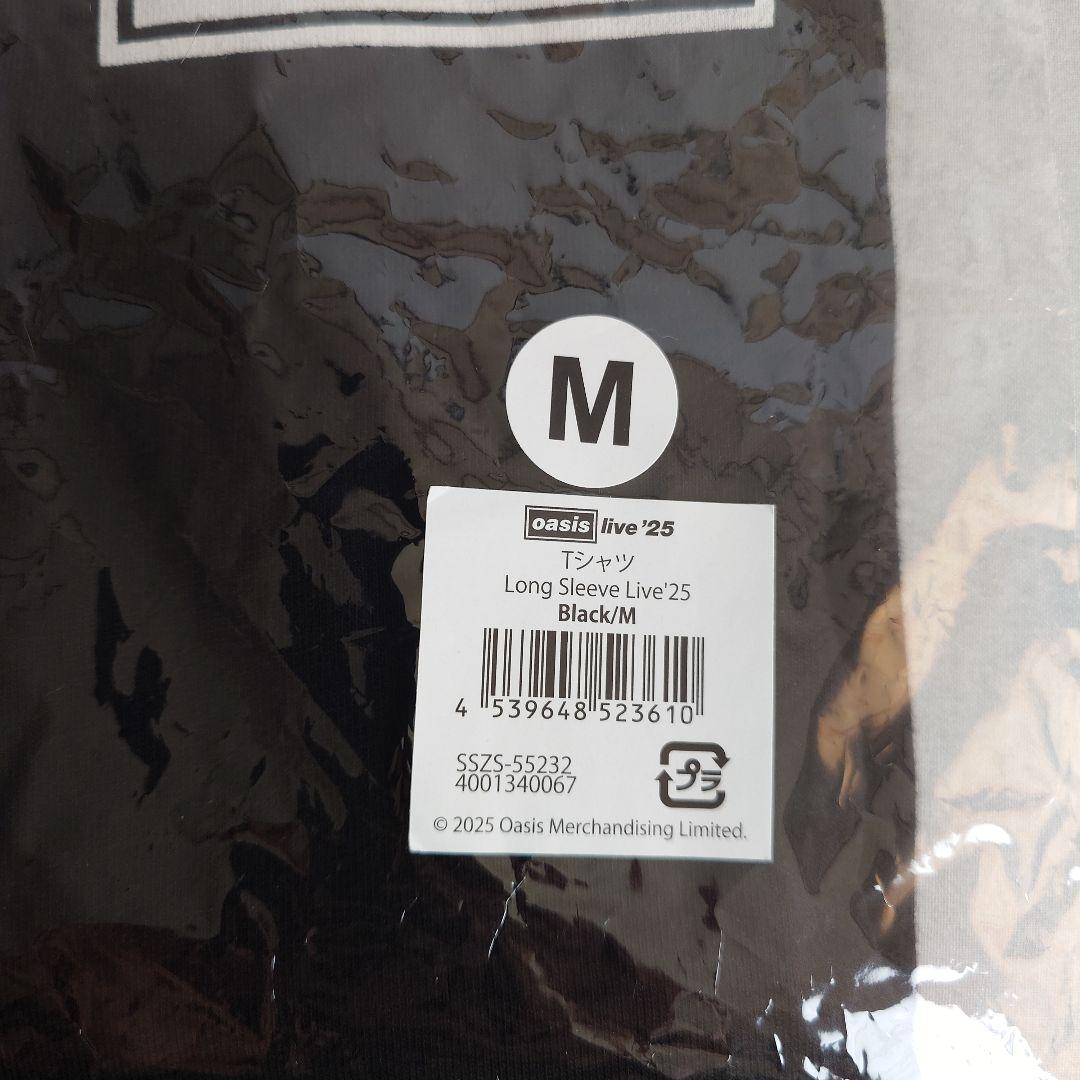 M
oasis live '25
Tシャツ
Long Sleeve Live'25
Black/M
4 539648 523610
SSZS-55232
4001340067
プラ
© 2025 Oasis Merchandising Limited.